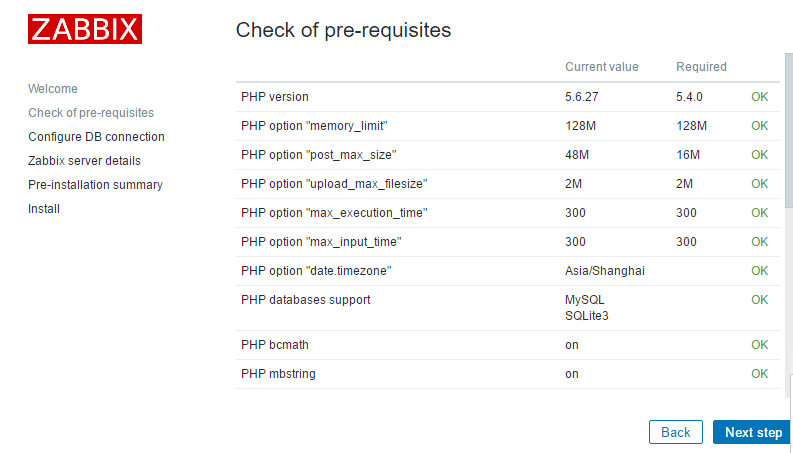 ZABBIX
Check of pre-requisites
Welcome
Check of pre-requisites
Configure DB connection
Zabbix server details
Pre-installation summary
Install
Current value Required
PHP version 5.6.27 5.4.0 OK
PHP option "memory_limit" 128M 128M OK
PHP option "post_max_size" 48M 16M OK
PHP option "upload_max_filesize" 2M 2M OK
PHP option "max_execution_time" 300 300 OK
PHP option "max_input_time" 300 300 OK
PHP option "date.timezone" Asia/Shanghai OK
PHP databases support MySQL OK
SQLite3
PHP bcmath on OK
PHP mbstring on OK
Back Next step